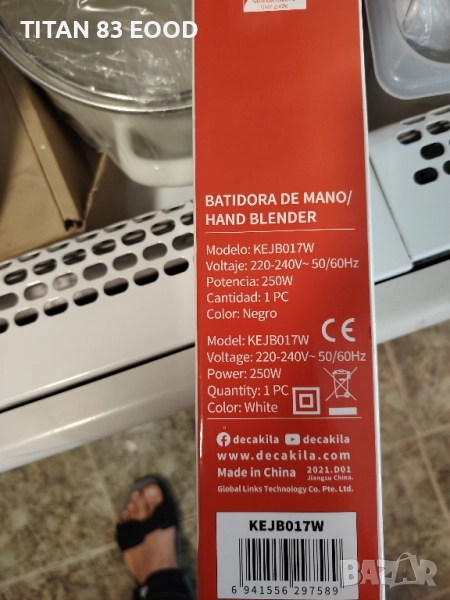 TITAN 83 EOOD
User guide
BATIDORA DE MANO/
HAND BLENDER
Modelo: KEJB017W
Voltaje: 220-240V~ 50/60Hz
Potencia: 250W
Cantidad: 1 PC
Color: Negro
Model: KEJB017W
Voltage: 220-240V~ 50/60Hz
Power: 250W
Quantity: 1 PC
Color: White
CE
decakila decakila
www.decakila.com
Made in China 2021.D01
Jiangsu China.
Global Links Technology Co. Pte. Ltd.
KEJB017W
6 941556 297589
BAZAR